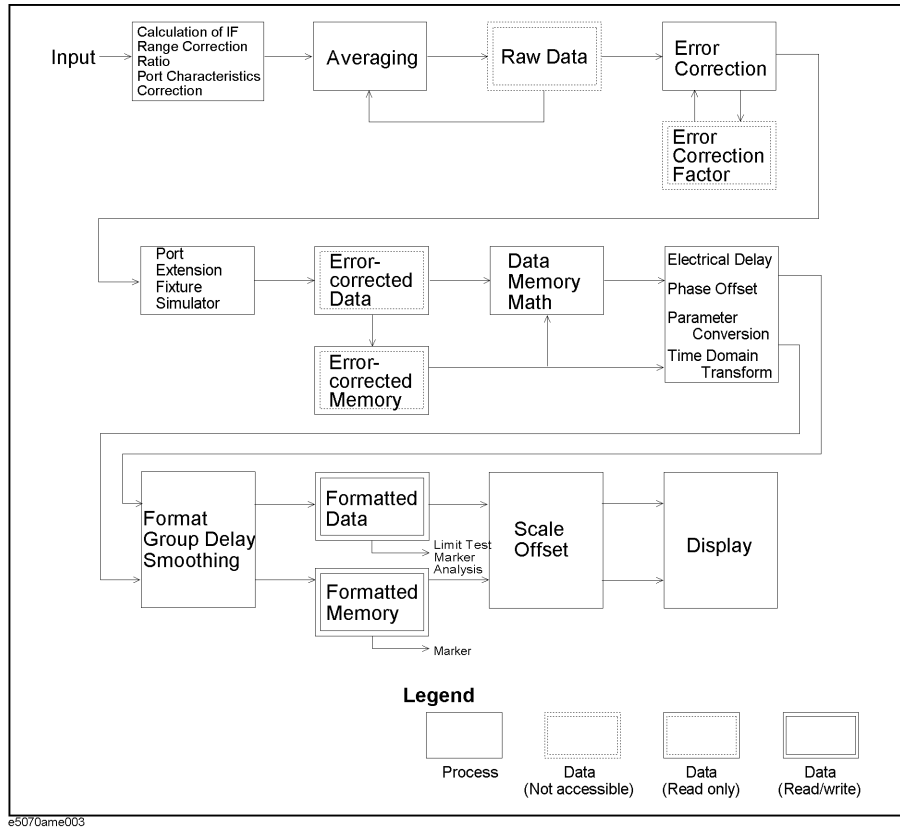 Input
Calculation of IF
Range Correction
Ratio
Port Characteristics
Correction
Averaging
Raw Data
Error
Correction
Error
Correction
Factor
Port
Extension
Fixture
Simulator
Error-
corrected
Data
Data
Memory
Math
Electrical Delay
Phase Offset
Parameter
Conversion
Time Domain
Transform
Error-
corrected
Memory
Format
Group Delay
Smoothing
Formatted
Data
Limit Test
Marker
Analysis
Formatted
Memory
Marker
Scale
Offset
Display
Legend
Process
Data
(Not accessible)
Data
(Read only)
Data
(Read/write)
e5070ame003